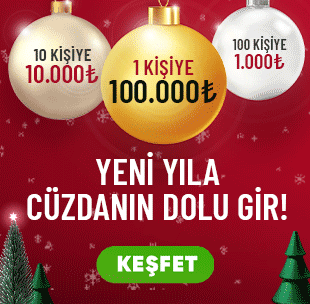 10 KİŞİYE
10.000₺
1 KİŞİYE
100.000₺
100 KİŞİYE
1.000₺
YENİ YILA
CÜZDANIN DOLU GİR!
KEŞFET